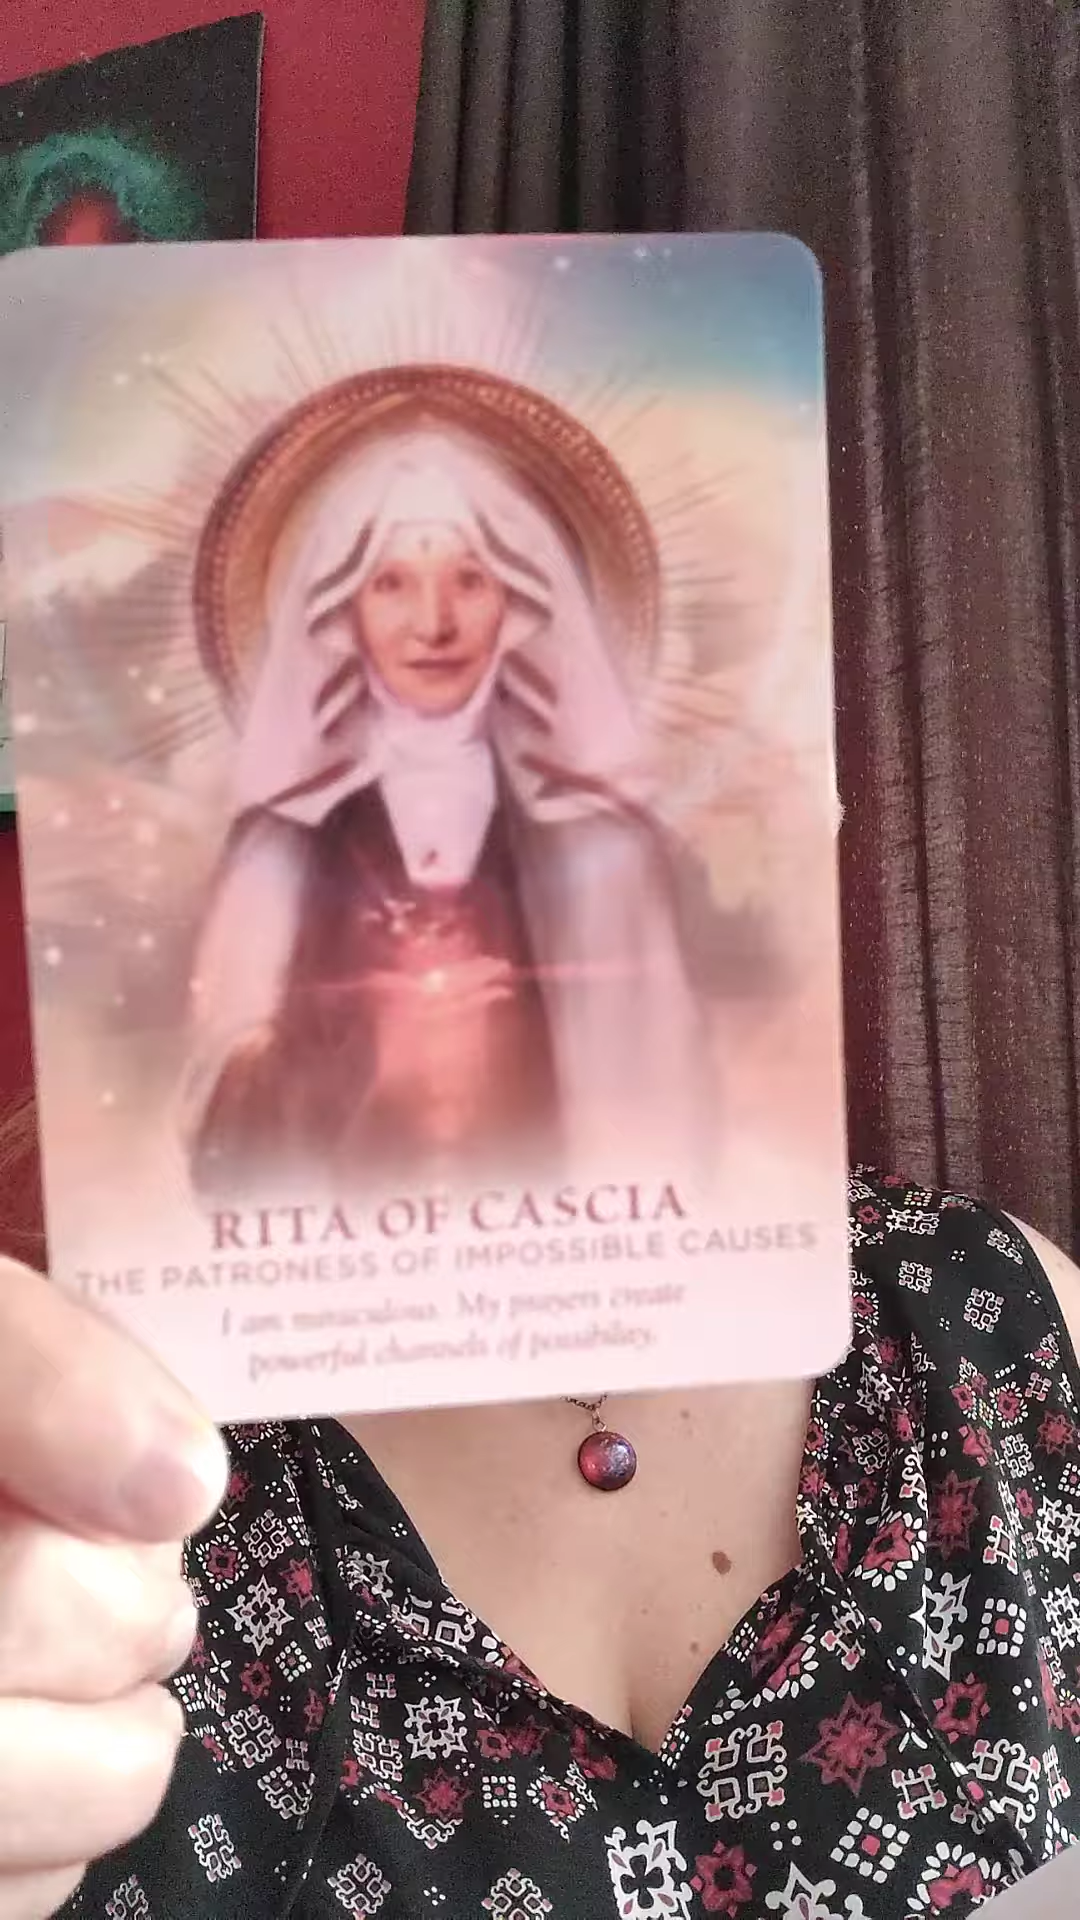 RITA OF CASCIA
THE PATRONESS OF IMPOSSIBLE CAUSES
I am miraculous. My prayers create
powerful channels of possibility.